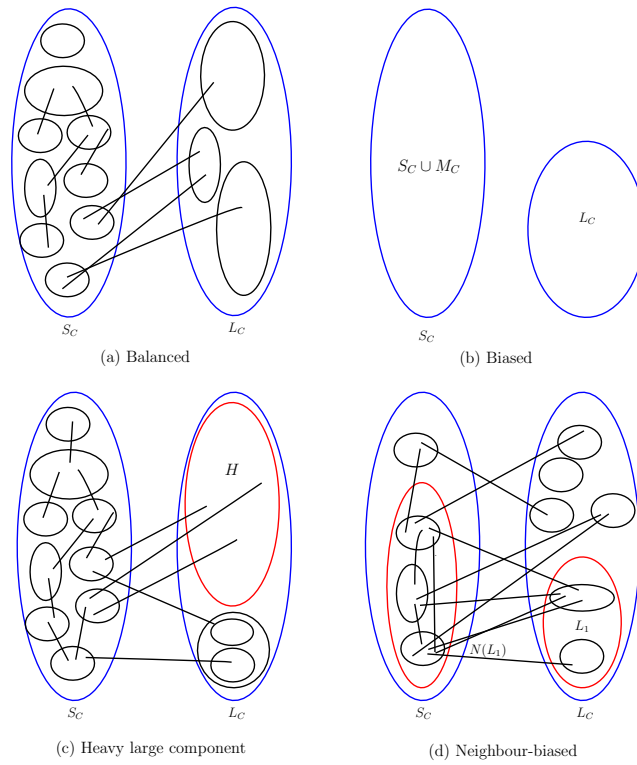 $S_C \cup M_C$
$L_C$
$S_C$ $L_C$ $S_C$
(a) Balanced (b) Biased
$H$
$L_1$
$N(L_1)$
$S_C$ $L_C$ $S_C$ $L_C$
(c) Heavy large component (d) Neighbour-biased